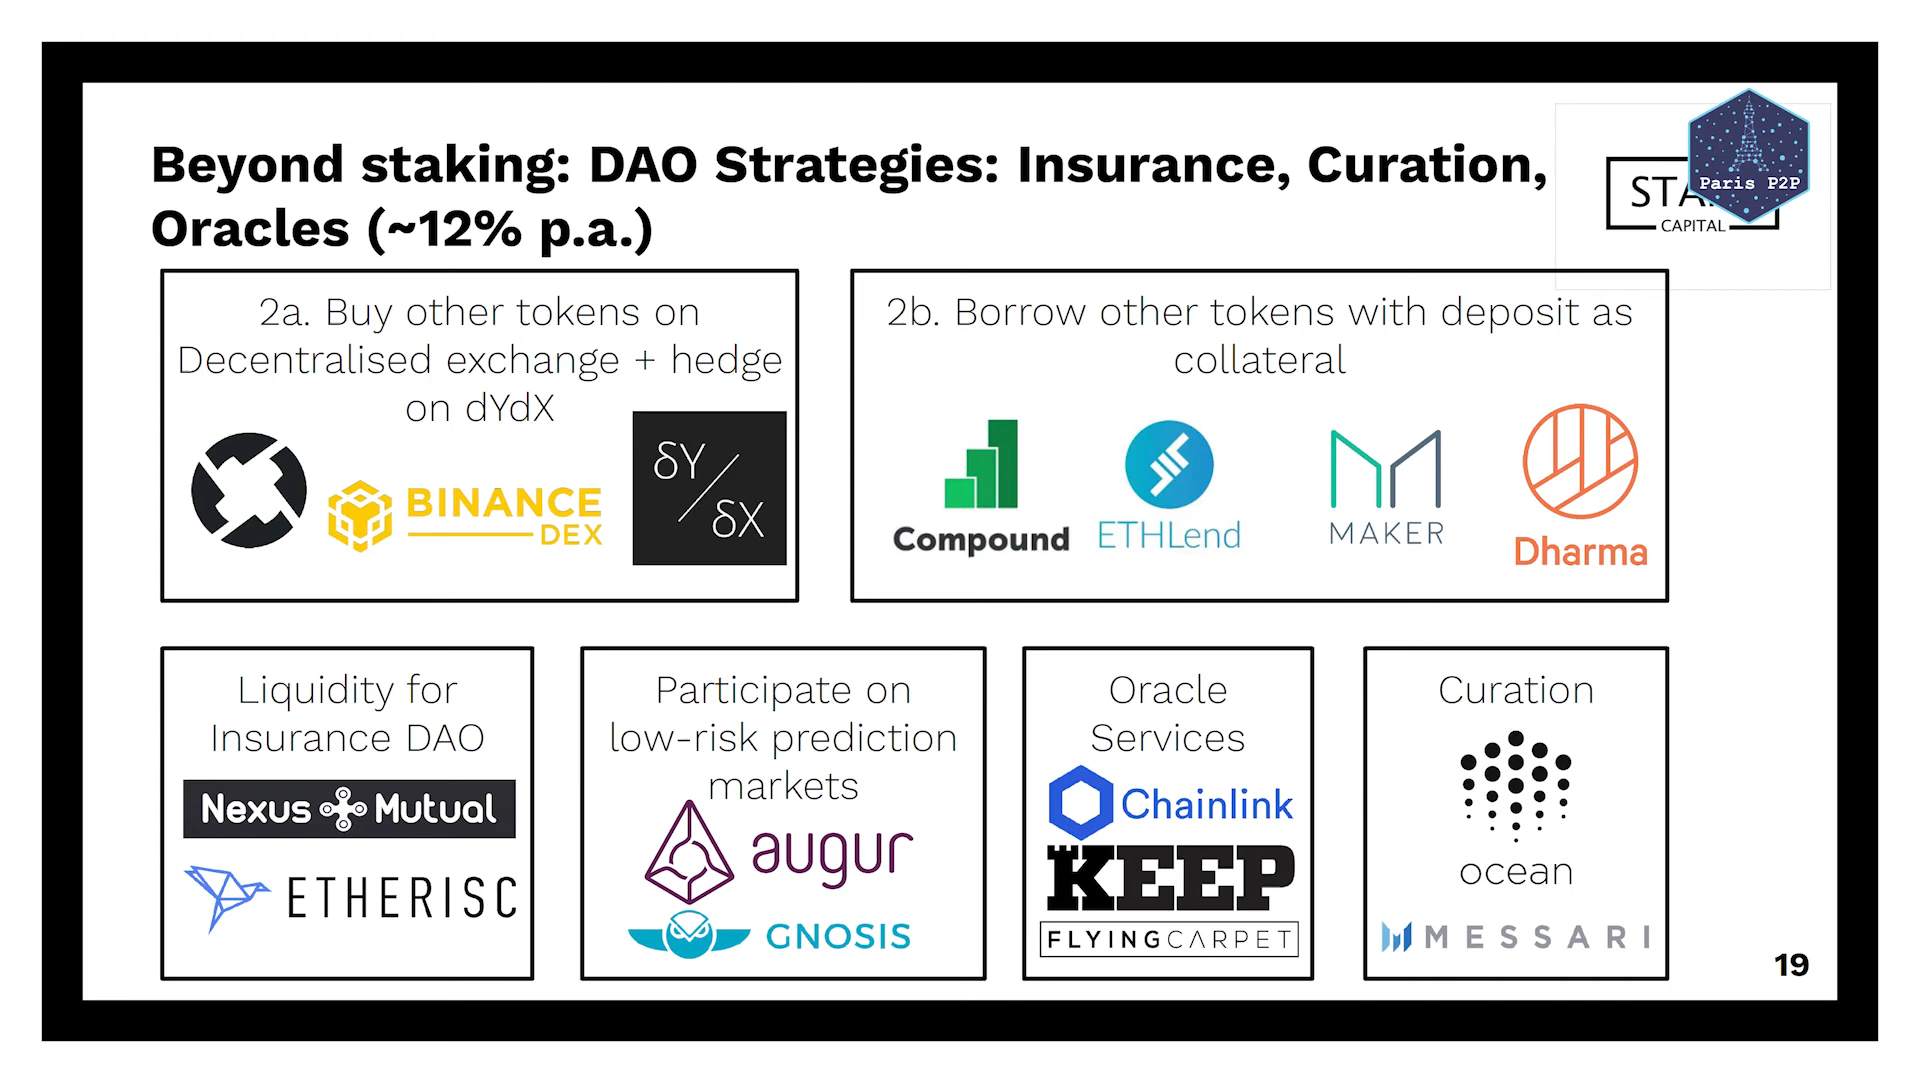 Beyond staking: DAO Strategies: Insurance, Curation,
Oracles (~12% p.a.)
Paris P2P
CAPITAL
2a. Buy other tokens on
Decentralised exchange + hedge
on dYdX
BINANCE
DEX
δY/δX
2b. Borrow other tokens with deposit as
collateral
Compound
ETHLend
MAKER
Dharma
Liquidity for
Insurance DAO
Nexus Mutual
ETHERISC
Participate on
low-risk prediction
markets
augur
GNOSIS
Oracle
Services
Chainlink
KEEP
FLYINGCARPET
Curation
ocean
MESSARI
19